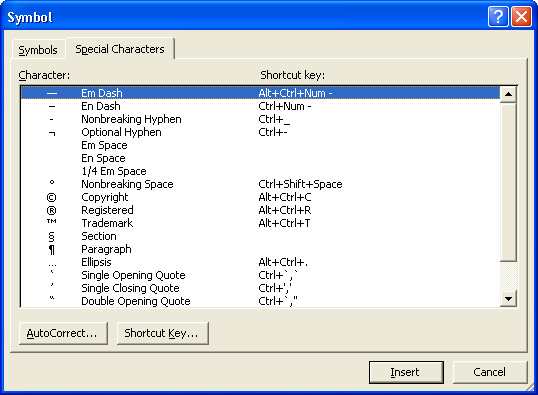 Symbol
Symbols Special Characters
Character: Shortcut key:
— Em Dash Alt+Ctrl+Num -
– En Dash Ctrl+Num -
- Nonbreaking Hyphen Ctrl+_
¬ Optional Hyphen Ctrl+-
Em Space
En Space
1/4 Em Space
° Nonbreaking Space Ctrl+Shift+Space
© Copyright Alt+Ctrl+C
® Registered Alt+Ctrl+R
™ Trademark Alt+Ctrl+T
§ Section
¶ Paragraph
… Ellipsis Alt+Ctrl+.
‘ Single Opening Quote Ctrl+`,`
’ Single Closing Quote Ctrl+','
“ Double Opening Quote Ctrl+`,"
AutoCorrect... Shortcut Key...
Insert Cancel